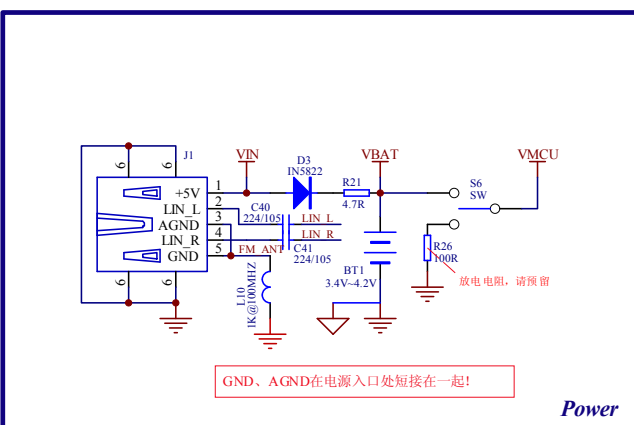 J1
VIN
D3
IN5822
VBAT
VMCU
R21
4.7R
S6
SW
6
6
+5V
1
LIN_L
2
AGND
3
LIN_R
4
GND
5
C40
224/105
LIN_L
LIN_R
FM_ANT
C41
224/105
BT1
3.4V~4.2V
R26
100R
放电电阻，请预留
6
6
L10
1K@100MHZ
GND、AGND在电源入口处短接在一起!
Power